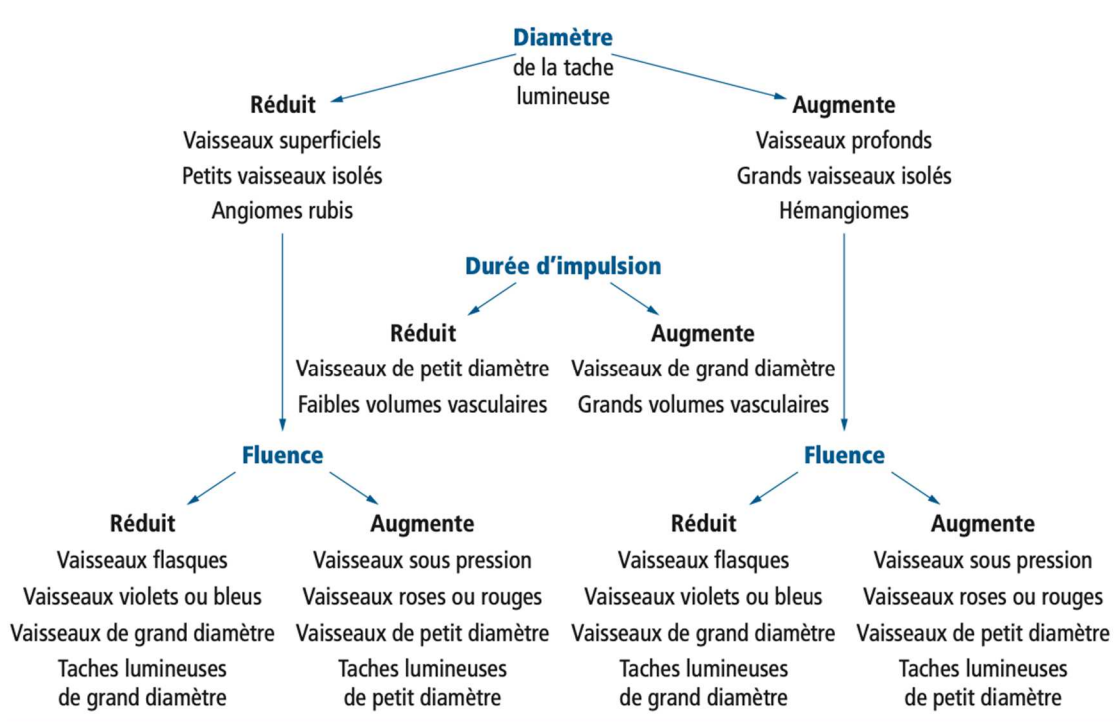 Diamètre
de la tache
lumineuse
Réduit
Vaisseaux superficiels
Petits vaisseaux isolés
Angiomes rubis
Augmente
Vaisseaux profonds
Grands vaisseaux isolés
Hémangiomes
Durée d'impulsion
Réduit
Vaisseaux de petit diamètre
Faibles volumes vasculaires
Augmente
Vaisseaux de grand diamètre
Grands volumes vasculaires
Fluence
Réduit
Vaisseaux flasques
Vaisseaux violets ou bleus
Vaisseaux de grand diamètre
Taches lumineuses
de grand diamètre
Augmente
Vaisseaux sous pression
Vaisseaux roses ou rouges
Vaisseaux de petit diamètre
Taches lumineuses
de petit diamètre
Fluence
Réduit
Vaisseaux flasques
Vaisseaux violets ou bleus
Vaisseaux de grand diamètre
Taches lumineuses
de grand diamètre
Augmente
Vaisseaux sous pression
Vaisseaux roses ou rouges
Vaisseaux de petit diamètre
Taches lumineuses
de petit diamètre